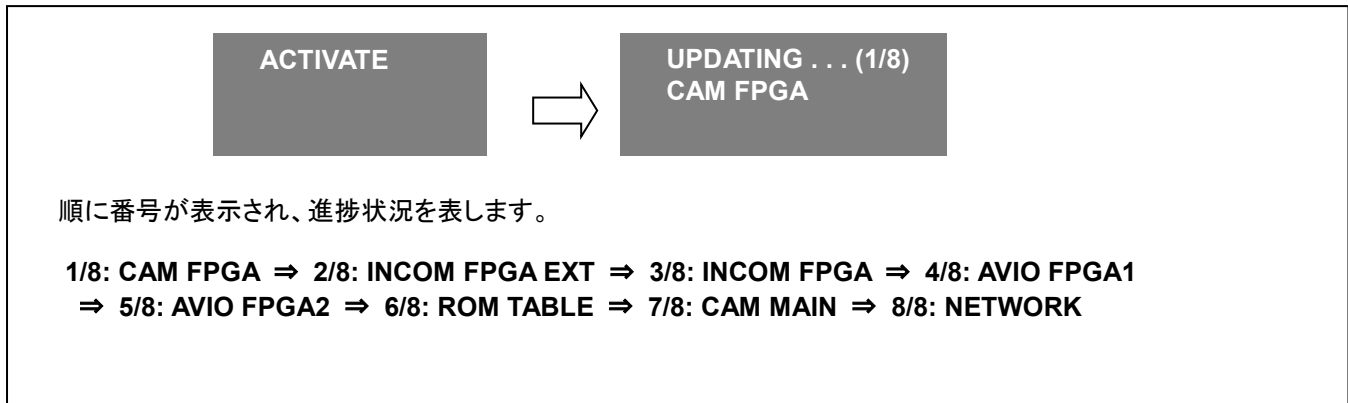 ACTIVATE
UPDATING . . . (1/8)
CAM FPGA
順に番号が表示され、進捗状況を表します。
1/8: CAM FPGA ⇒ 2/8: INCOM FPGA EXT ⇒ 3/8: INCOM FPGA ⇒ 4/8: AVIO FPGA1
⇒ 5/8: AVIO FPGA2 ⇒ 6/8: ROM TABLE ⇒ 7/8: CAM MAIN ⇒ 8/8: NETWORK